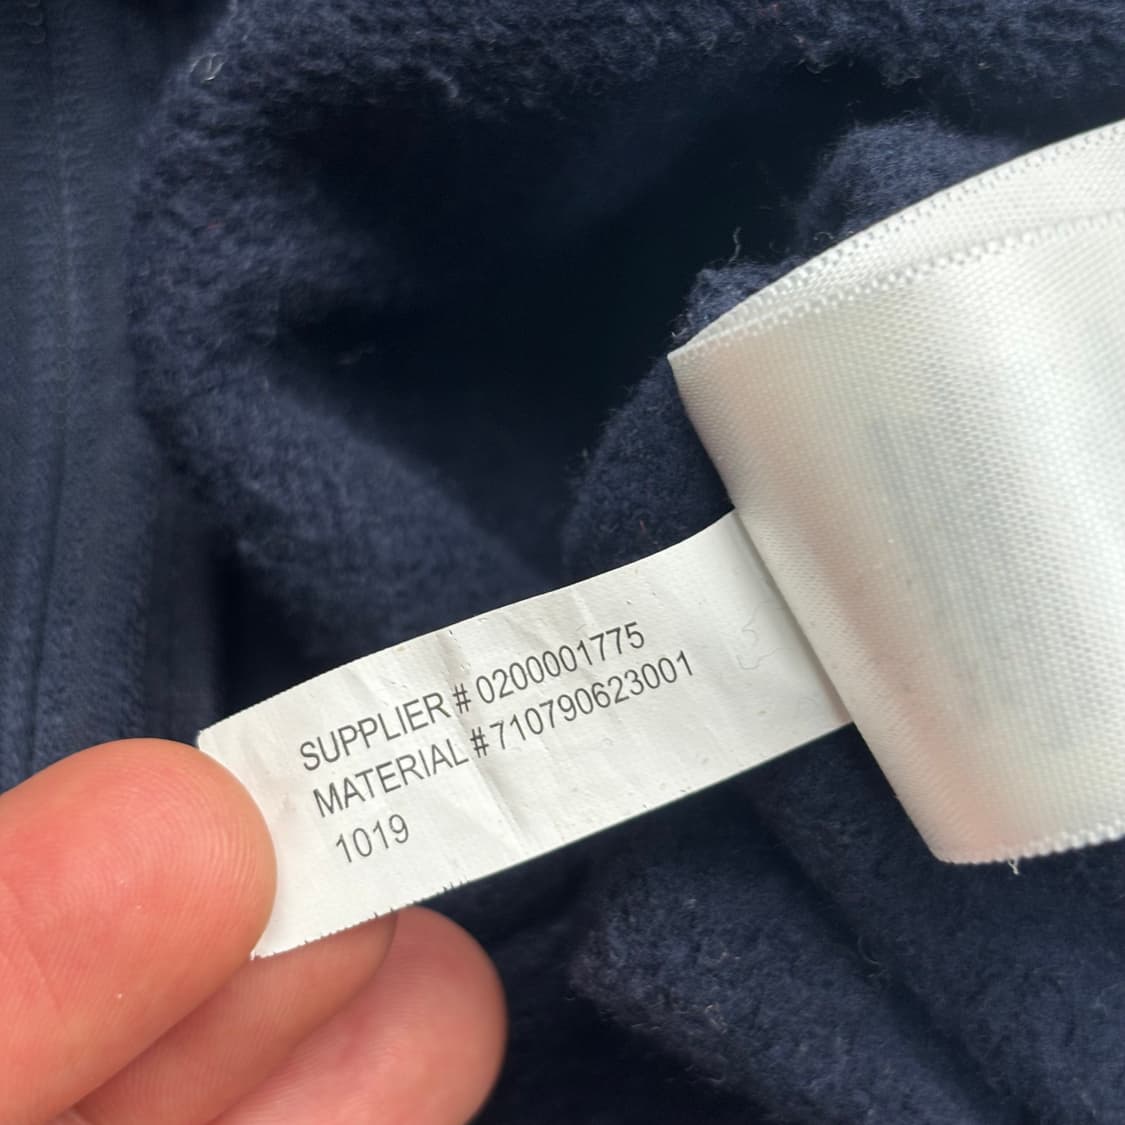 SUPPLIER # 0200001775
MATERIAL # 710790623001
1019